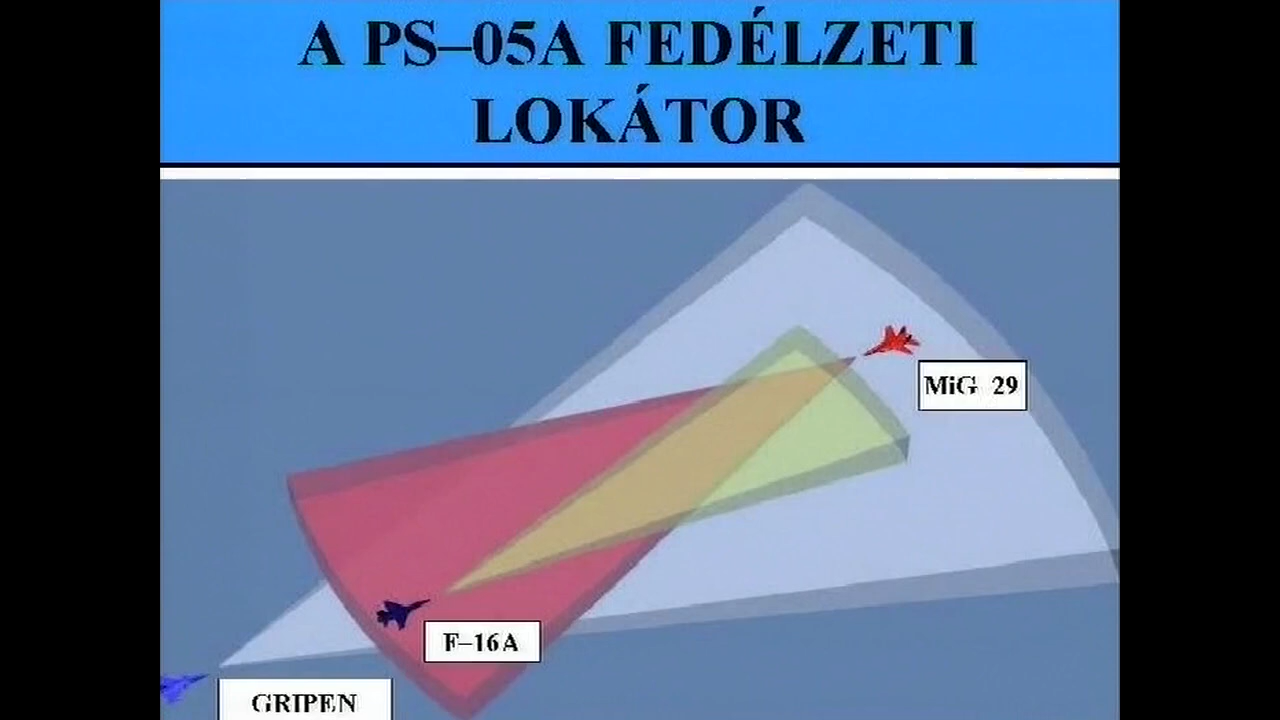 A PS–05A FEDÉLZETI
LOKÁTOR
MiG 29
F–16A
GRIPEN